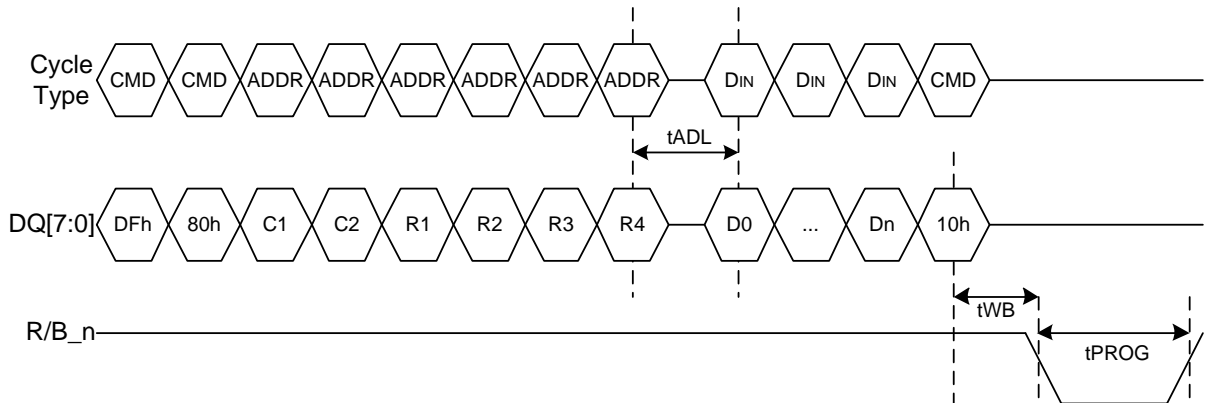 Cycle Type CMD CMD ADDR ADDR ADDR ADDR ADDR ADDR DIN DIN DIN CMD
tADL
DQ[7:0] DFh 80h C1 C2 R1 R2 R3 R4 D0 ... Dn 10h
tWB
R/B_n
tPROG